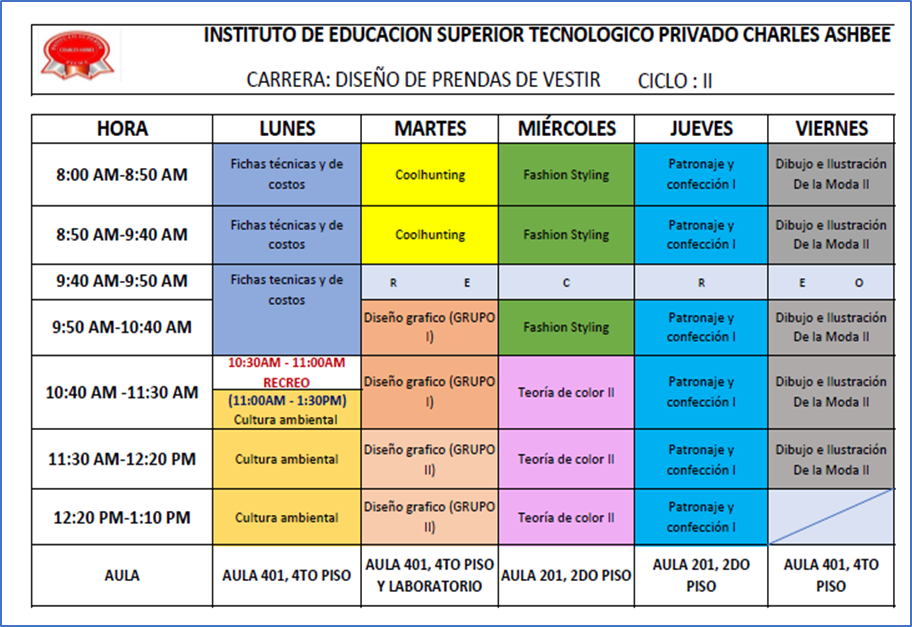 INSTITUTO DE EDUCACION SUPERIOR TECNOLOGICO PRIVADO CHARLES ASHBEE
CHARLES ASHBEE
CARRERA: DISEÑO DE PRENDAS DE VESTIR CICLO : II
HORA LUNES MARTES MIÉRCOLES JUEVES VIERNES
8:00 AM-8:50 AM
Fichas técnicas y de
costos
Coolhunting
Fashion Styling
Patronaje y
confección I
Dibujo e Ilustración
De la Moda II
8:50 AM-9:40 AM
Fichas técnicas y de
costos
Coolhunting
Fashion Styling
Patronaje y
confección I
Dibujo e Ilustración
De la Moda II
9:40 AM-9:50 AM
Fichas tecnicas y de
costos
R E C R E O
9:50 AM-10:40 AM
Diseño grafico (GRUPO
I)
Fashion Styling
Patronaje y
confección I
Dibujo e Ilustración
De la Moda II
10:40 AM -11:30 AM
10:30AM - 11:00AM
RECREO
(11:00AM - 1:30PM)
Cultura ambiental
Diseño grafico (GRUPO
I)
Teoría de color II
Patronaje y
confección I
Dibujo e Ilustración
De la Moda II
11:30 AM-12:20 PM
Cultura ambiental
Diseño grafico (GRUPO
II)
Teoría de color II
Patronaje y
confección I
Dibujo e Ilustración
De la Moda II
12:20 PM-1:10 PM
Cultura ambiental
Diseño grafico (GRUPO
II)
Teoría de color II
Patronaje y
confección I
AULA
AULA 401, 4TO PISO
AULA 401, 4TO PISO
Y LABORATORIO
AULA 201, 2DO PISO
AULA 201, 2DO
PISO
AULA 401, 4TO
PISO